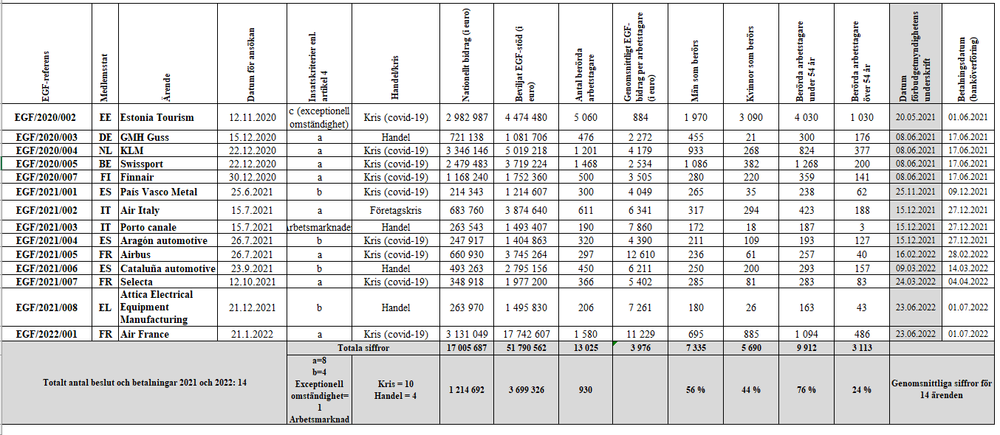 EGF-referens
Medlemsstat
Ärende
Datum för ansökan
Insatskriterier enl.
artikel 4
Handel/kris
Nationellt bidrag (i euro)
Beviljat EGF-stöd (i
euro)
Antal berörda
arbetstagare
Genomsnittligt EGF-
bidrag per arbetstagare
(i euro)
Män som berörs
Kvinnor som berörs
Berörda arbetstagare
under 54 år
Berörda arbetstagare
över 54 år
Datum
förbudgetmyndighetens
underskrift
Betalningsdatum
(banköverföring)
EGF/2020/002 EE Estonia Tourism 12.11.2020 c (exceptionell
omständighet) Kris (covid-19) 2 982 987 4 474 480 5 060 884 1 970 3 090 4 030 1 030 20.05.2021 01.06.2021
EGF/2020/003 DE GMH Guss 15.12.2020 a Handel 721 138 1 081 706 476 2 272 455 21 300 176 08.06.2021 17.06.2021
EGF/2020/004 NL KLM 22.12.2020 a Kris (covid-19) 3 346 146 5 019 218 1 201 4 179 933 268 824 377 08.06.2021 17.06.2021
EGF/2020/005 BE Swissport 22.12.2020 a Kris (covid-19) 2 479 483 3 719 224 1 468 2 534 1 086 382 1 268 200 08.06.2021 17.06.2021
EGF/2020/007 FI Finnair 30.12.2020 a Kris (covid-19) 1 168 240 1 752 360 500 3 505 280 220 359 141 08.06.2021 17.06.2021
EGF/2021/001 ES País Vasco Metal 25.6.2021 b Kris (covid-19) 214 343 1 214 607 300 4 049 265 35 238 62 25.11.2021 09.12.2021
EGF/2021/002 IT Air Italy 15.7.2021 a Företagskris 683 760 3 874 640 611 6 341 317 294 423 188 15.12.2021 27.12.2021
EGF/2021/003 IT Porto canale 15.7.2021 Arbetsmarknades Handel 263 543 1 493 407 190 7 860 172 18 187 3 15.12.2021 27.12.2021
EGF/2021/004 ES Aragón automotive 26.7.2021 b Kris (covid-19) 247 917 1 404 863 320 4 390 211 109 193 127 15.12.2021 27.12.2021
EGF/2021/005 FR Airbus 26.7.2021 a Kris (covid-19) 660 930 3 745 264 297 12 610 236 61 257 40 16.02.2022 28.02.2022
EGF/2021/006 ES Cataluña automotive 23.9.2021 b Handel 493 263 2 795 156 450 6 211 250 200 293 157 09.03.2022 14.03.2022
EGF/2021/007 FR Selecta 12.10.2021 a Kris (covid-19) 348 918 1 977 200 366 5 402 285 81 283 83 24.03.2022 04.04.2022
EGF/2021/008 EL Attica Electrical
Equipment
Manufacturing 21.12.2021 b Handel 263 970 1 495 830 206 7 261 180 26 163 43 23.06.2022 01.07.2022
EGF/2022/001 FR Air France 21.1.2022 a Kris (covid-19) 3 131 049 17 742 607 1 580 11 229 695 885 1 094 486 23.06.2022 01.07.2022
Totala siffror 17 005 687 51 790 562 13 025 3 976 7 335 5 690 9 912 3 113
Totalt antal beslut och betalningar 2021 och 2022: 14
a=8
b=4
Exceptionell
omständighet=
1
Arbetsmarknad
Kris = 10
Handel = 4
1 214 692 3 699 326 930 56 % 44 % 76 % 24 %
Genomsnittliga siffror för
14 ärenden